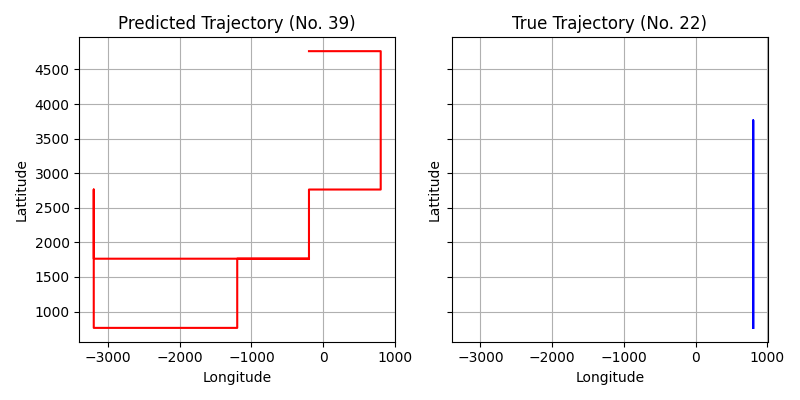 Predicted Trajectory (No. 39)
4500
4000
3500
3000
2500
2000
1500
1000
Lattitude
−3000 −2000 −1000 0 1000
Longitude
True Trajectory (No. 22)
Lattitude
−3000 −2000 −1000 0 1000
Longitude